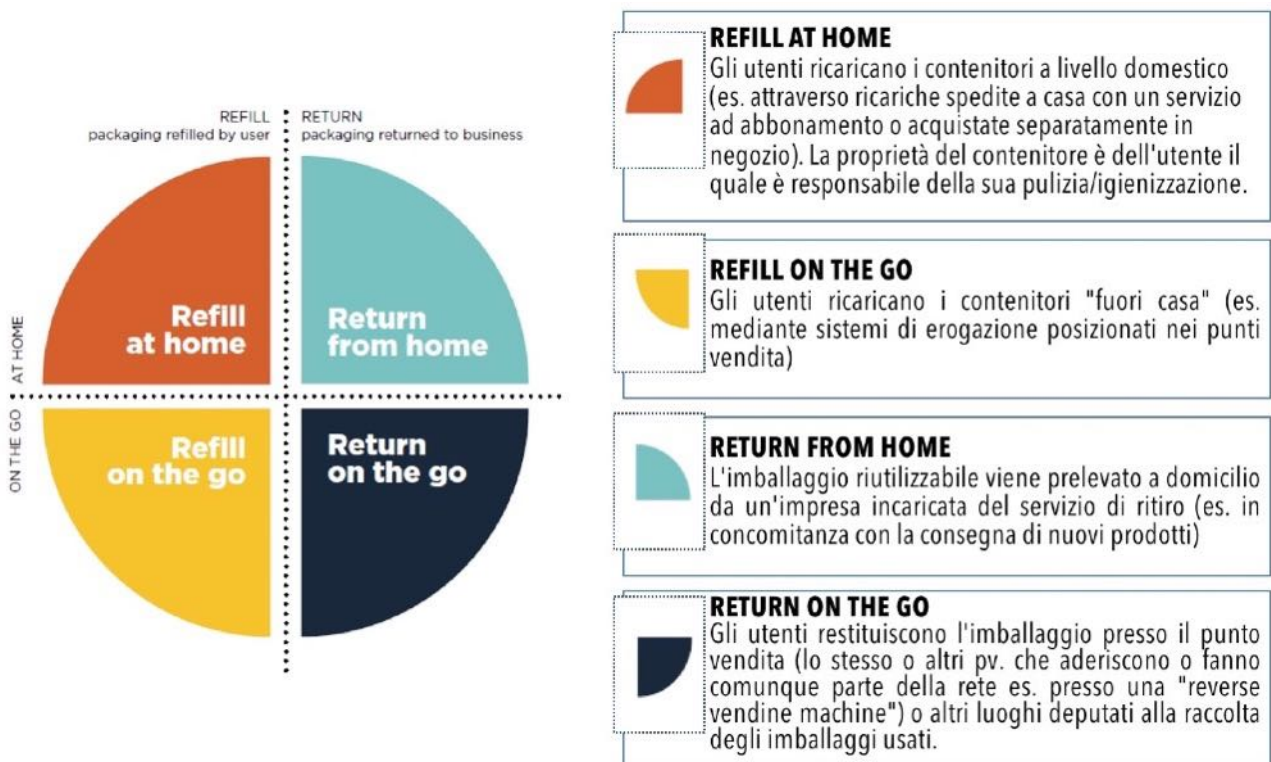 REFILL
packaging refilled by user
RETURN
packaging returned to business
AT HOME
Refill
at home
Return
from home
ON THE GO
Refill
on the go
Return
on the go
REFILL AT HOME
Gli utenti ricaricano i contenitori a livello domestico
(es. attraverso ricariche spedite a casa con un servizio
ad abbonamento o acquistate separatamente in
negozio). La proprietà del contenitore è dell'utente il
quale è responsabile della sua pulizia/igienizzazione.
REFILL ON THE GO
Gli utenti ricaricano i contenitori "fuori casa" (es.
mediante sistemi di erogazione posizionati nei punti
vendita)
RETURN FROM HOME
L'imballaggio riutilizzabile viene prelevato a domicilio
da un'impresa incaricata del servizio di ritiro (es. in
concomitanza con la consegna di nuovi prodotti)
RETURN ON THE GO
Gli utenti restituiscono l'imballaggio presso il punto
vendita (lo stesso o altri pv. che aderiscono o fanno
comunque parte della rete es. presso una "reverse
vendine machine") o altri luoghi deputati alla raccolta
degli imballaggi usati.